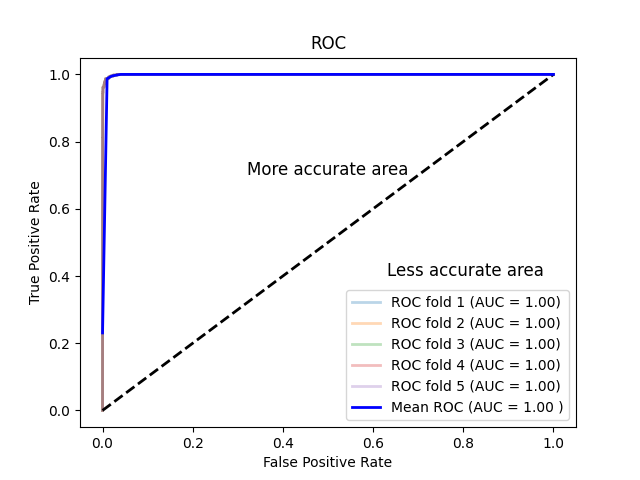 ROC
1.0
0.8
0.6
0.4
0.2
0.0
True Positive Rate
More accurate area
Less accurate area
ROC fold 1 (AUC = 1.00)
ROC fold 2 (AUC = 1.00)
ROC fold 3 (AUC = 1.00)
ROC fold 4 (AUC = 1.00)
ROC fold 5 (AUC = 1.00)
Mean ROC (AUC = 1.00 )
0.0 0.2 0.4 0.6 0.8 1.0
False Positive Rate